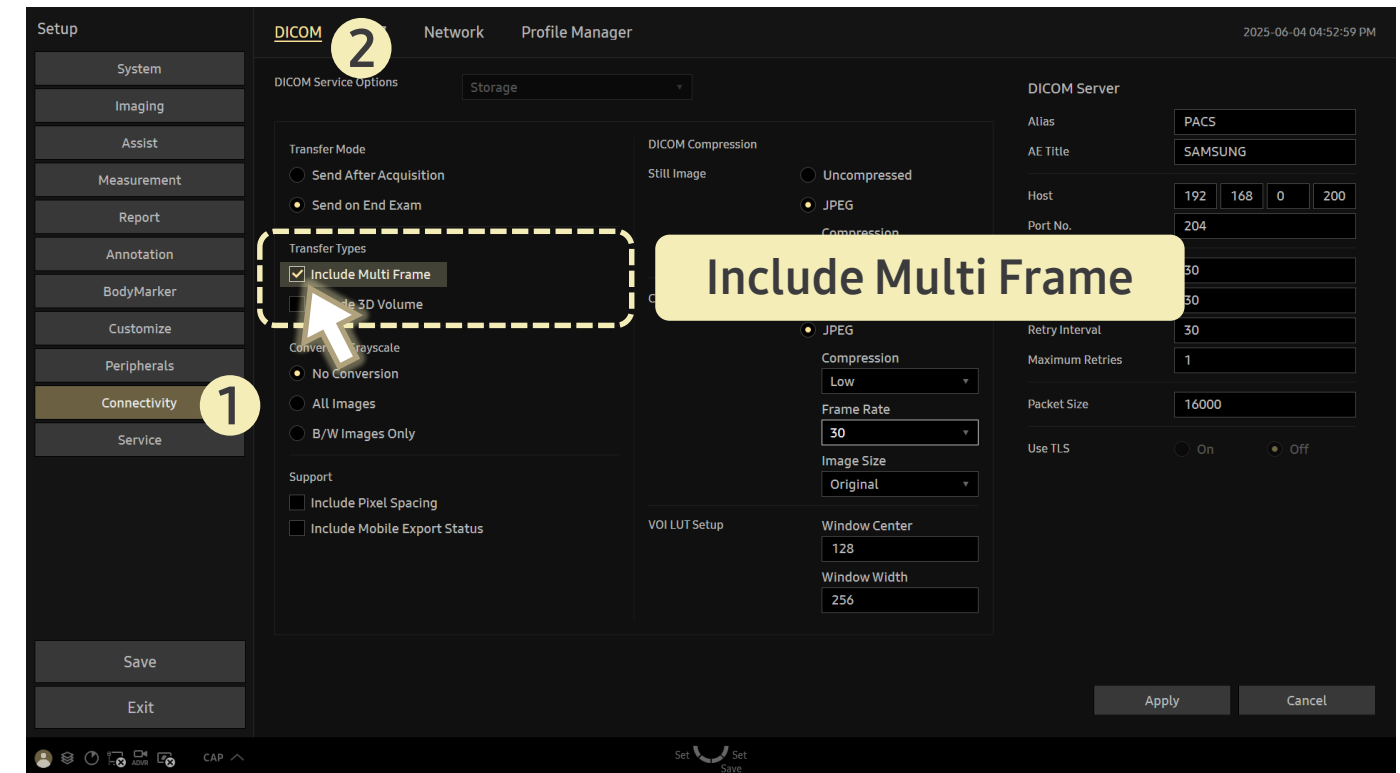 Setup
DICOM
2
Network
Profile Manager
2025-06-04 04:52:59 PM
System
Imaging
Assist
Measurement
Report
Annotation
BodyMarker
Customize
Peripherals
Connectivity
1
Service
Save
Exit
DICOM Service Options
Storage
Transfer Mode
Send After Acquisition
Send on End Exam
Transfer Types
Include Multi Frame
3D Volume
Grayscale
No Conversion
All Images
B/W Images Only
Support
Include Pixel Spacing
Include Mobile Export Status
DICOM Compression
Still Image
Uncompressed
JPEG
Compression
Include Multi Frame
JPEG
Compression
Low
Frame Rate
30
Image Size
Original
VOI LUT Setup
Window Center
128
Window Width
256
DICOM Server
Alias
PACS
AE Title
SAMSUNG
Host
192 168 0 200
Port No.
204
30
30
Retry Interval
30
Maximum Retries
1
Packet Size
16000
Use TLS
On
Off
Apply
Cancel
ADVR
CAP
Set
Set
Save